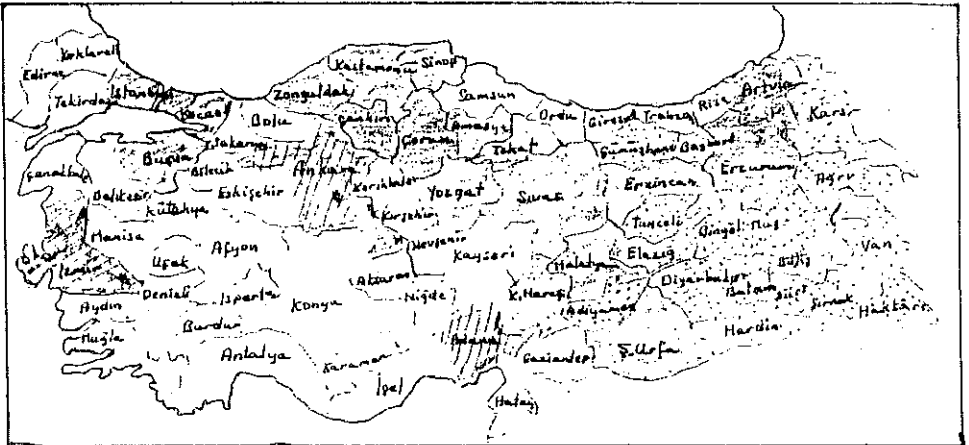 Kırklareli
Edirne
Tekirdağ
İstanbul
Kocaeli
Sakarya
Bolu
Zonguldak
Kastamonu
Sinop
Çankırı
Çorum
Samsun
Amasya
Tokat
Ordu
Giresun
Trabzon
Rize
Artvin
Kars
Gümüşhane
Bayburt
Erzurum
Ağrı
Çanakkale
Bursa
Bilecik
Balıkesir
Kütahya
Eskişehir
Ankara
Kırıkkale
Yozgat
Sivas
Erzincan
Tunceli
Bingöl
Muş
Van
Kırşehir
Nevşehir
Kayseri
Malatya
Elazığ
Diyarbakır
Bitlis
Manisa
Uşak
Afyon
İzmir
Aydın
Denizli
Isparta
Konya
Aksaray
Niğde
K.Maraş
Adıyaman
Batman
Siirt
Şırnak
Hakkari
Muğla
Burdur
Antalya
Karaman
İçel
Adana
Gaziantep
Ş.Urfa
Mardin
Hatay